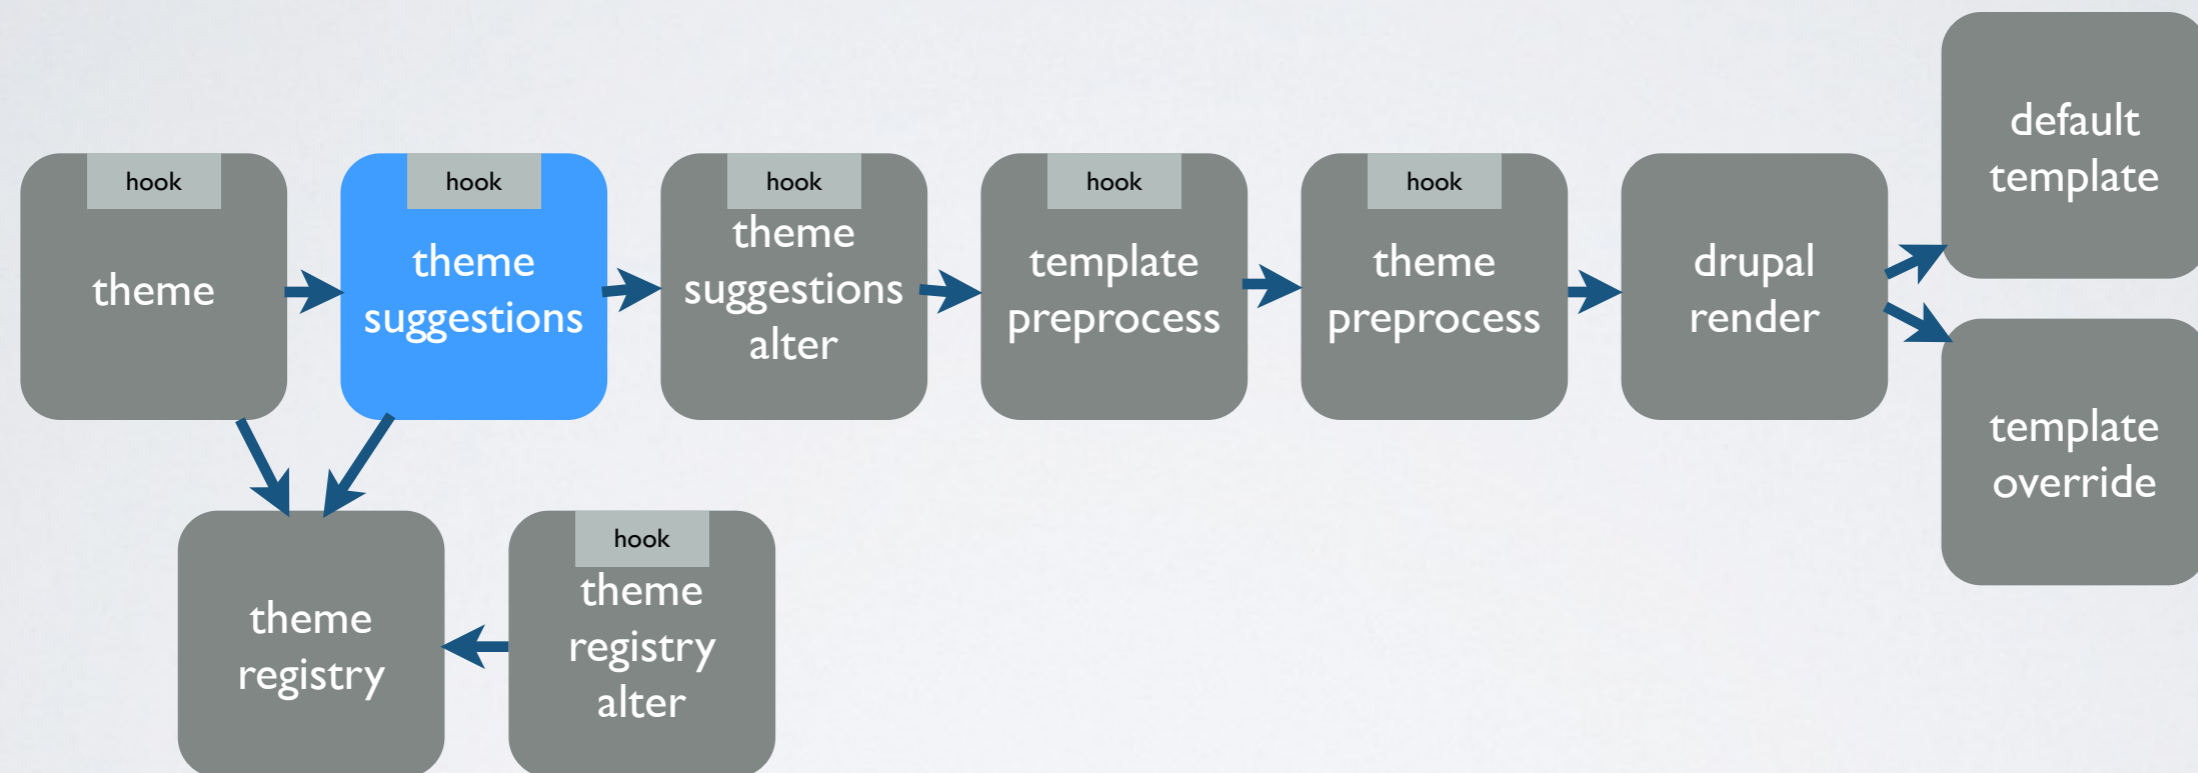 hook
theme
hook
theme
suggestions
hook
theme
suggestions
alter
hook
template
preprocess
hook
theme
preprocess
drupal
render
default
template
template
override
theme
registry
hook
theme
registry
alter